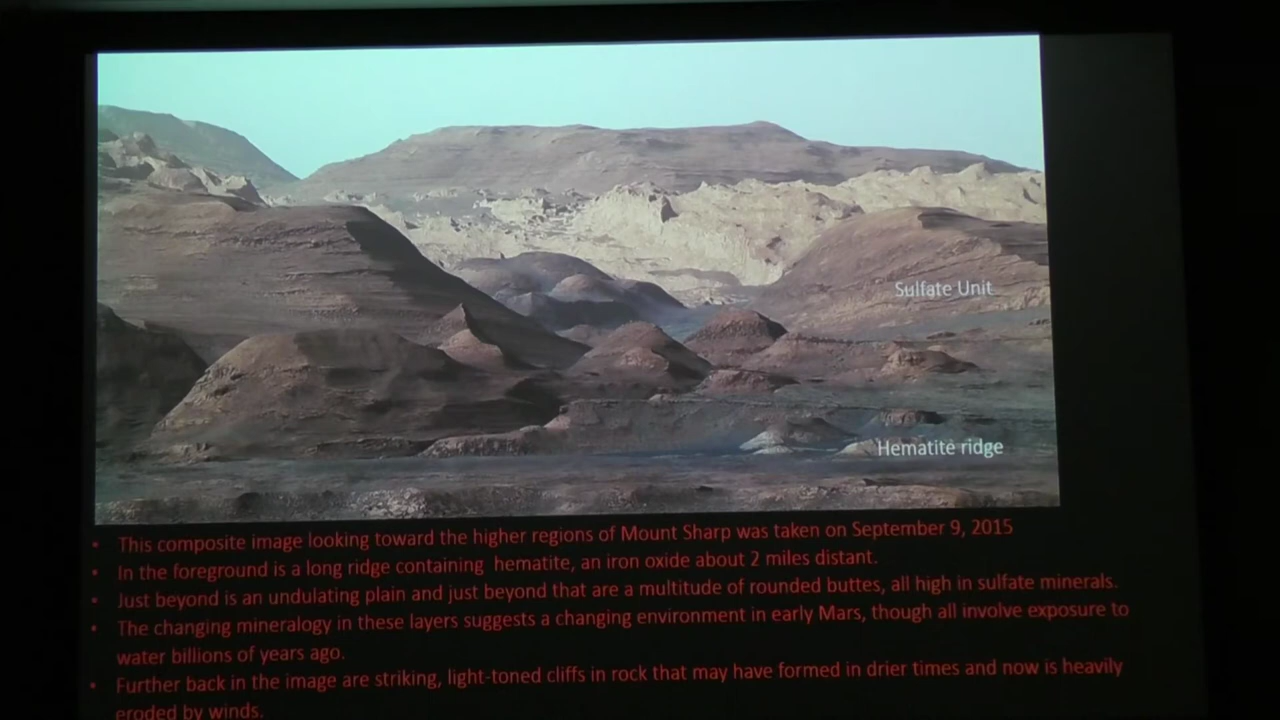 Sulfate Unit
Hematite ridge
• This composite image looking toward the higher regions of Mount Sharp was taken on September 9, 2015
• In the foreground is a long ridge containing hematite, an iron oxide about 2 miles distant.
• Just beyond is an undulating plain and just beyond that are a multitude of rounded buttes, all high in sulfate minerals.
• The changing mineralogy in these layers suggests a changing environment in early Mars, though all involve exposure to
water billions of years ago.
• Further back in the image are striking, light-toned cliffs in rock that may have formed in drier times and now is heavily
eroded by winds.